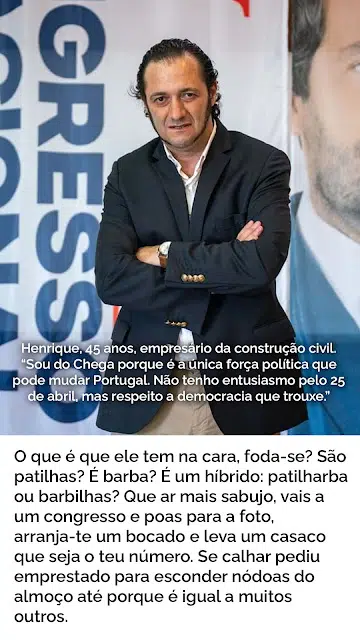 NGRESSO
CIONAL
Henrique, 45 anos, empresário da construção civil.
“Sou do Chega porque é a única força política que
pode mudar Portugal. Não tenho entusiasmo pelo 25
de abril, mas respeito a democracia que trouxe.”
O que é que ele tem na cara, foda-se? São
patilhas? É barba? É um híbrido: patilharba
ou barbilhas? Que ar mais sabujo, vais a
um congresso e poas para a foto,
arranja-te um bocado e leva um casaco
que seja o teu número. Se calhar pediu
emprestado para esconder nódoas do
almoço até porque é igual a muitos
outros.